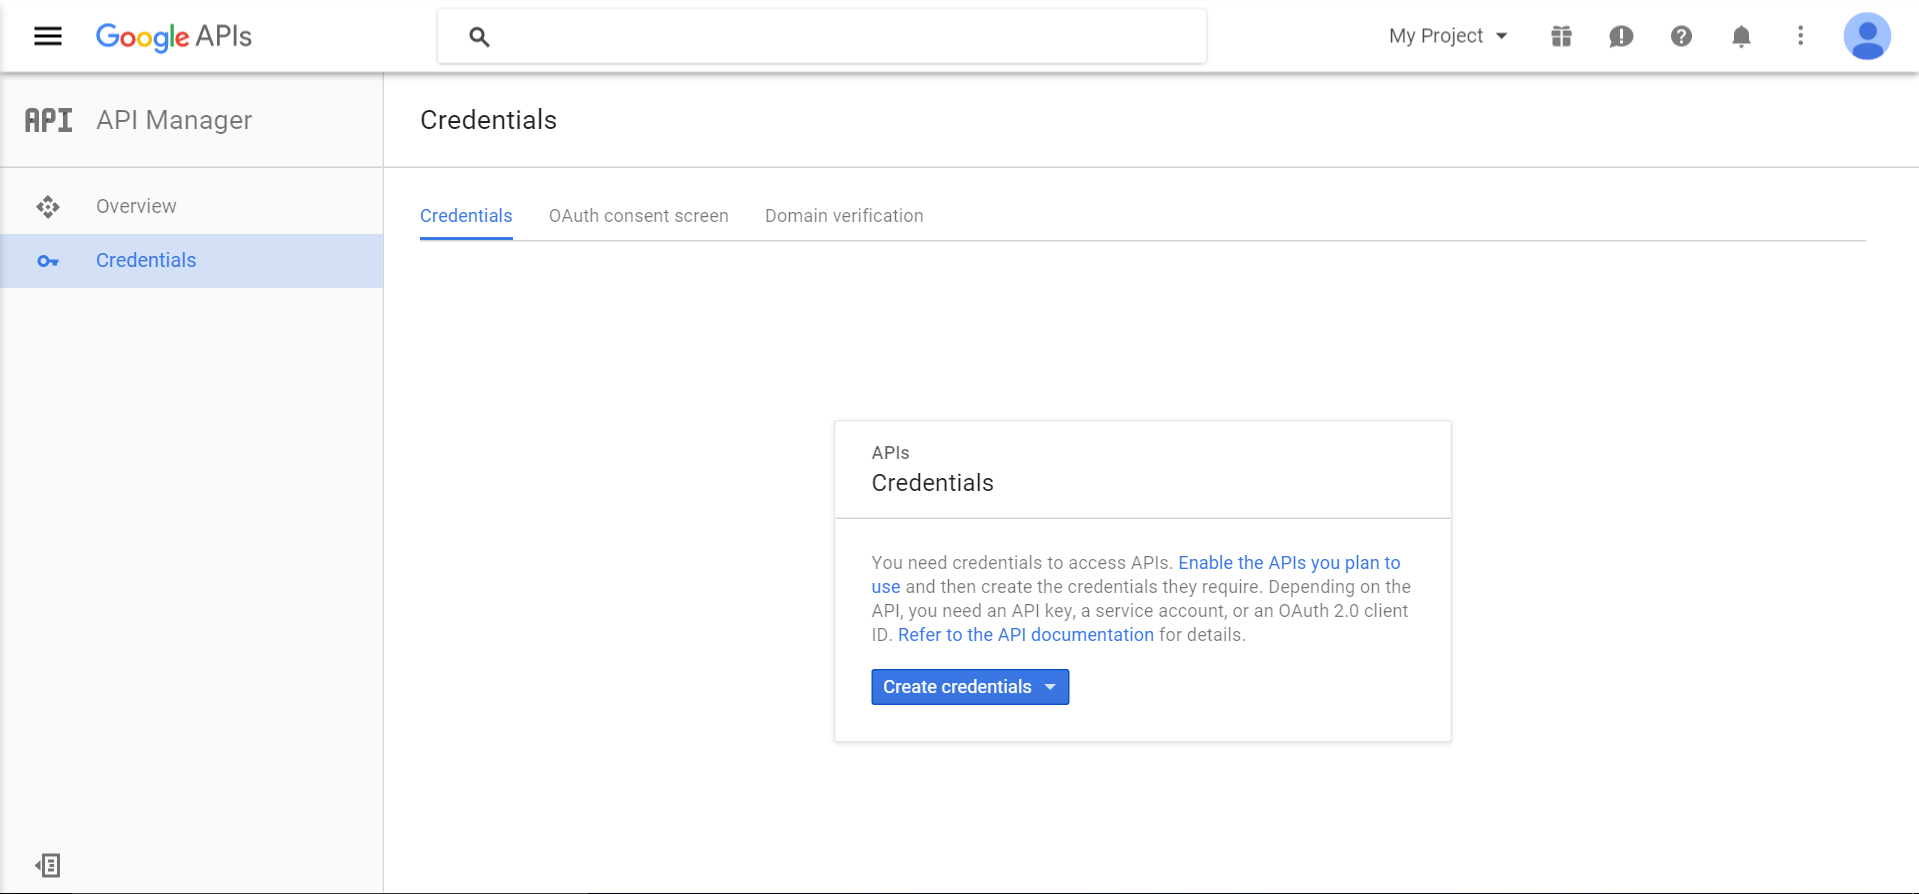 Google APIs
My Project
API API Manager
Credentials
Overview
Credentials
Credentials OAuth consent screen Domain verification
APIs
Credentials
You need credentials to access APIs. Enable the APIs you plan to
use and then create the credentials they require. Depending on the
API, you need an API key, a service account, or an OAuth 2.0 client
ID. Refer to the API documentation for details.
Create credentials